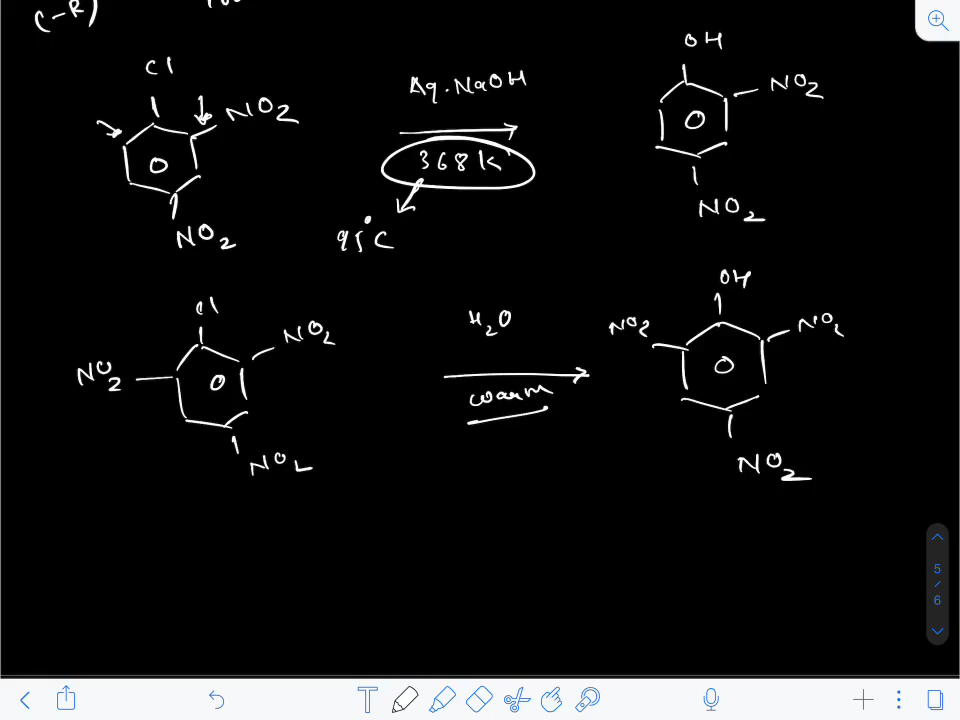 (-R)
Cl
NO2
NO2
Aq. NaOH
368 K
95°C
OH
NO2
NO2
Cl
NO2
NO2
NO2
H2O
warm
OH
NO2
NO2
NO2
5
/
6
T